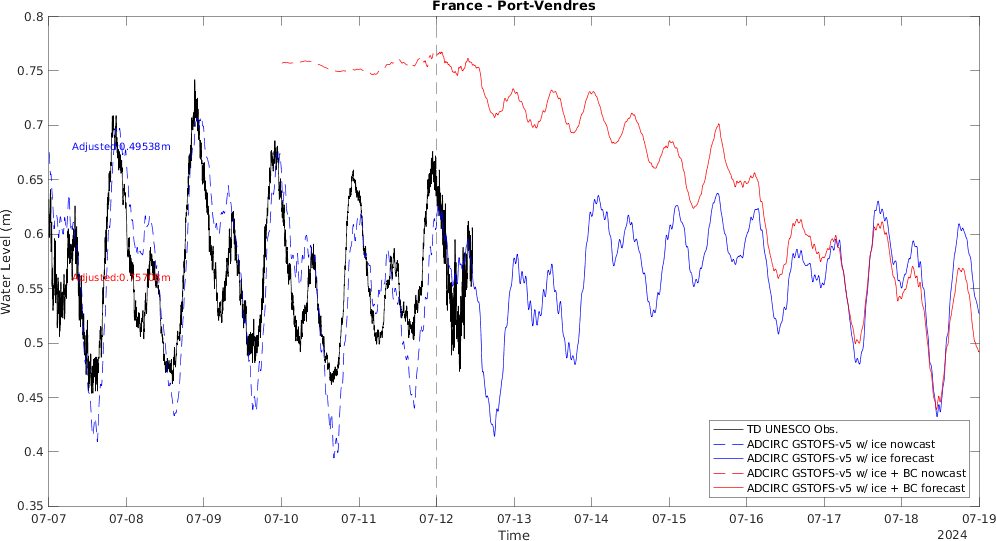 France - Port-Vendres
0.8
0.75
0.7
0.65
0.6
0.55
0.5
0.45
0.4
0.35
Water Level (m)
Adjusted:0.49538m
TD UNESCO Obs.
ADCIRC GSTOFS-v5 w/ ice nowcast
ADCIRC GSTOFS-v5 w/ ice forecast
ADCIRC GSTOFS-v5 w/ ice + BC nowcast
ADCIRC GSTOFS-v5 w/ ice + BC forecast
07-07 07-08 07-09 07-10 07-11 07-12 07-13 07-14 07-15 07-16 07-17 07-18 07-19
Time
2024